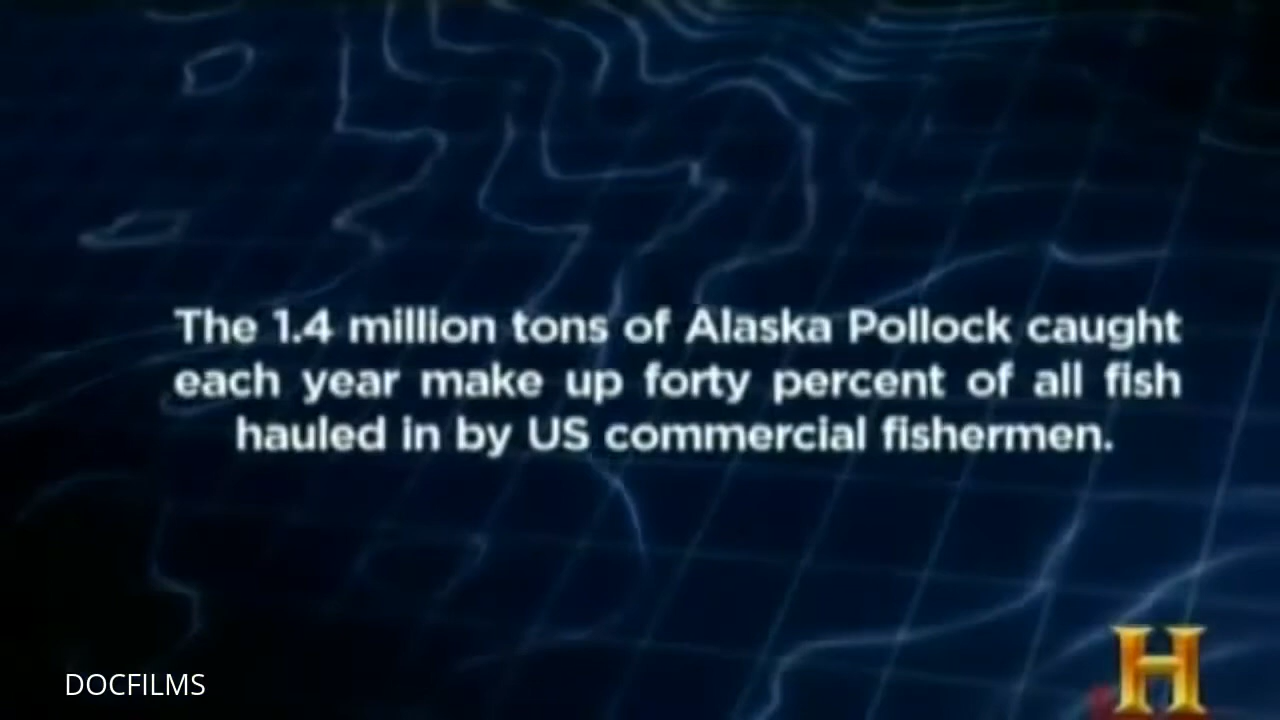 The 1.4 million tons of Alaska Pollock caught
each year make up forty percent of all fish
hauled in by US commercial fishermen.
H
DOCFILMS